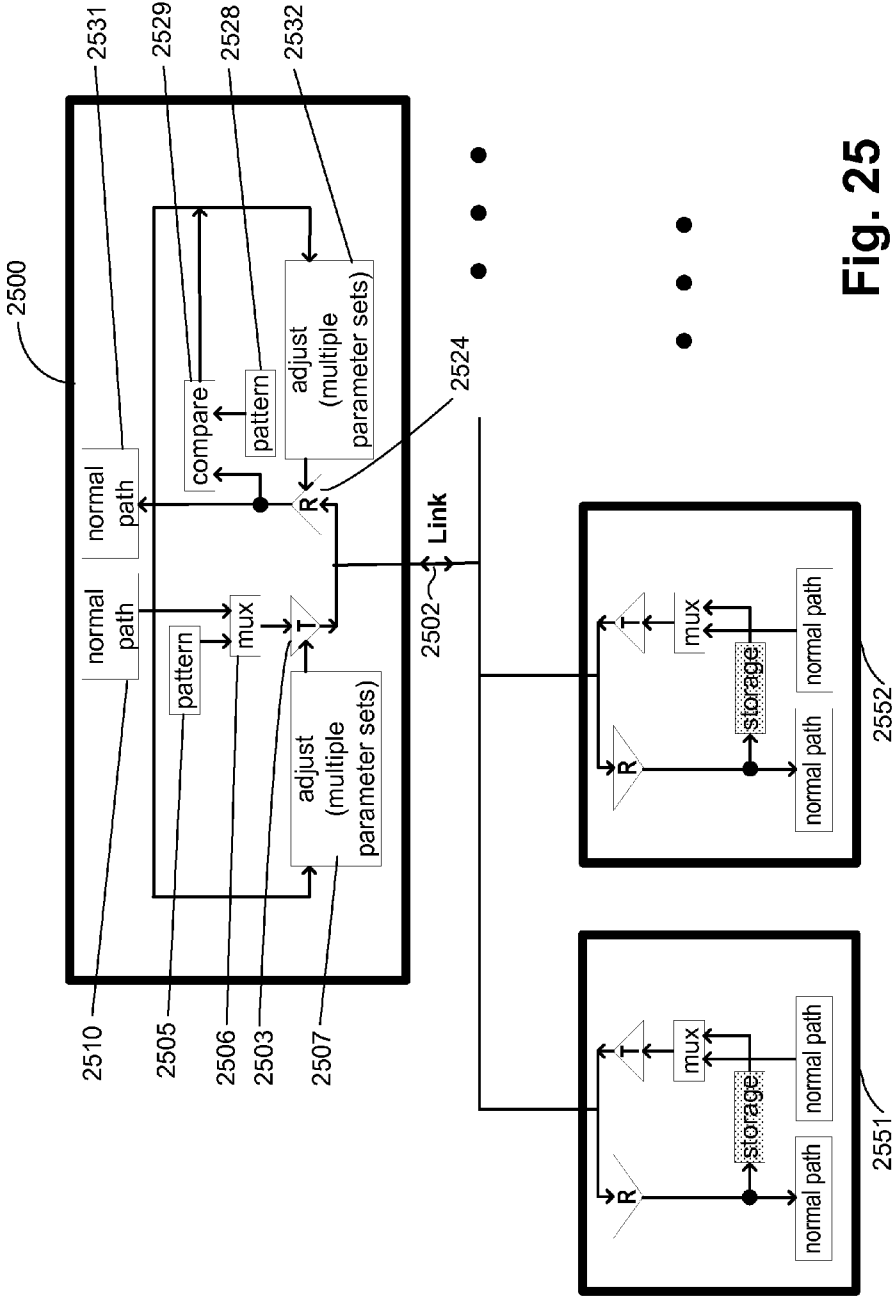 2500
2510
2505
2506
2503
2507
2531
2529
2528
2532
2524
normal
path
normal
path
pattern
mux
T
adjust
(multiple
parameter sets)
compare
pattern
adjust
(multiple
parameter sets)
R
2502
Link
R
T
mux
storage
normal path
normal path
2551
R
T
mux
storage
normal path
normal path
2552
Fig. 25